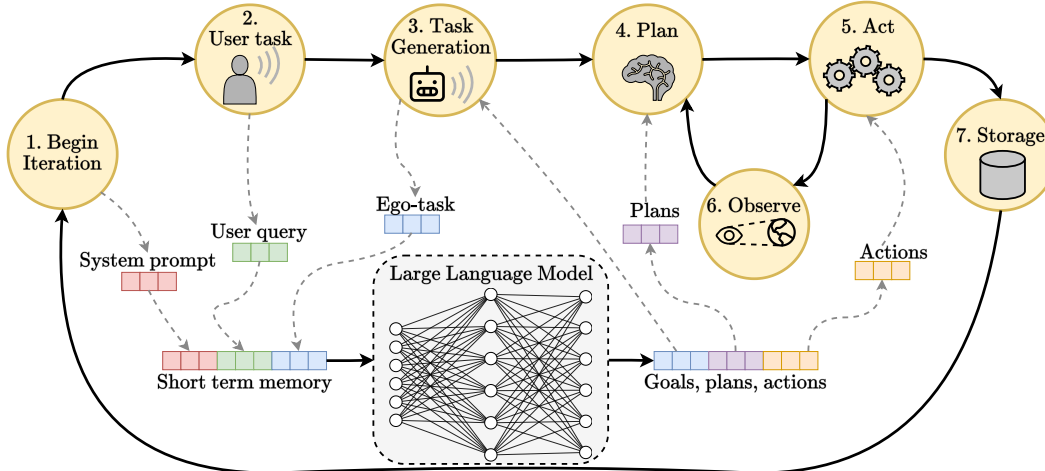 1. Begin
Iteration
2.
User task
3. Task
Generation
4. Plan
5. Act
6. Observe
7. Storage
System prompt
User query
Ego-task
Plans
Actions
Large Language Model
Short term memory
Goals, plans, actions